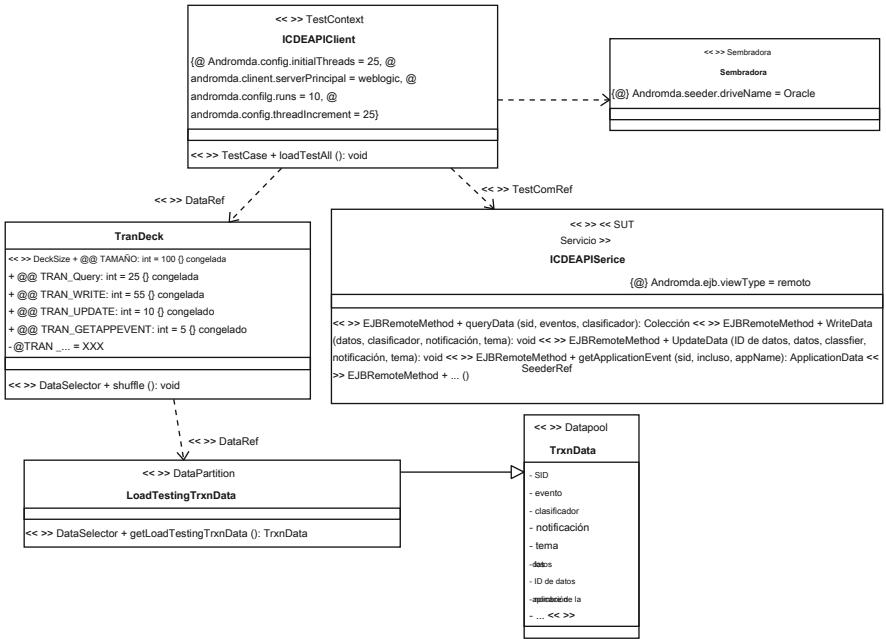 << >> TestContext
ICDEAPIClient
{@ Andromda.config.initialThreads = 25, @
andromda.clinent.serverPrincipal = weblogic, @
andromda.confilg.runs = 10, @
andromda.config.threadIncrement = 25}
<< >> TestCase + loadTestAll (): void
<< >> Sembradora
Sembradora
{@} Andromda.seeder.driveName = Oracle
<< >> DataRef
<< >> TestComRef
TranDeck
<< >> DeckSize + @@ TAMAÑO: int = 100 {} congelada
+ @@ TRAN_Query: int = 25 {} congelada
+ @@ TRAN_WRITE: int = 55 {} congelada
+ @@ TRAN_UPDATE: int = 10 {} congelado
+ @@ TRAN_GETAPPEVENT: int = 5 {} congelado
- @TRAN _... = XXX
<< >> DataSelector + shuffle (): void
<< >> << SUT
Servicio >>
ICDEAPISerice
{@} Andromda.ejb.viewType = remoto
<< >> EJBRemoteMethod + queryData (sid, eventos, clasificador): Colección << >> EJBRemoteMethod + WriteData
(datos, clasificador, notificación, tema): void << >> EJBRemoteMethod + UpdateData (ID de datos, datos, classfier,
notificación, tema): void << >> EJBRemoteMethod + getApplicationEvent (sid, incluso, appName): ApplicationData <<
SeederRef
>> EJBRemoteMethod + ... ()
<< >> DataRef
<< >> DataPartition
LoadTestingTrxnData
<< >> DataSelector + getLoadTestingTrxnData (): TrxnData
<< >> Datapool
TrxnData
- SID
- evento
- clasificador
- notificación
- tema
- ID de datos
- ... << >>